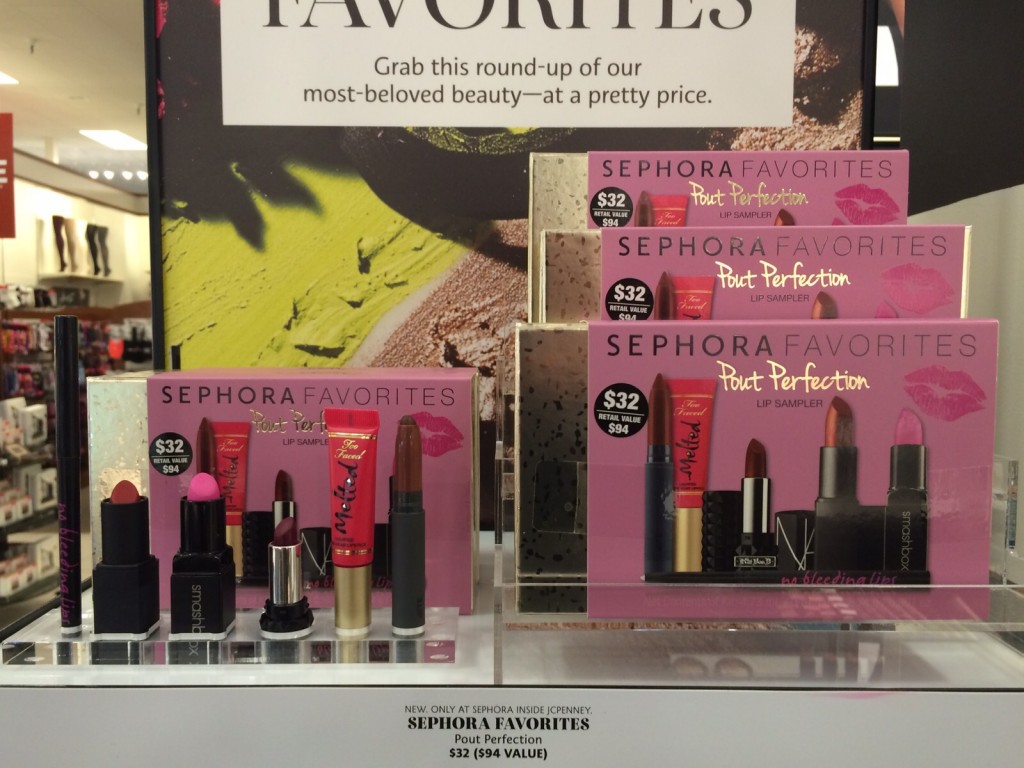 FAVORITES
Grab this round-up of our
most-beloved beauty—at a pretty price.
SEPHORA FAVORITES
Pout Perfection
LIP SAMPLER
$32
RETAIL VALUE
$94
SEPHORA FAVORITES
Pout Perfection
LIP SAMPLER
$32
RETAIL VALUE
$94
SEPHORA FAVORITES
Pout Perfection
LIP SAMPLER
$32
RETAIL VALUE
$94
Too Faced
Melted
smashbox
no bleeding lips
SEPHORA FAVORITES
Pout Perf
LIP SAMPLER
$32
RETAIL VALUE
$94
Melted
Too Faced
Melted
no bleeding lips
smashbox
NEW. ONLY AT SEPHORA INSIDE JCPENNEY.
SEPHORA FAVORITES
Pout Perfection
$32 ($94 VALUE)